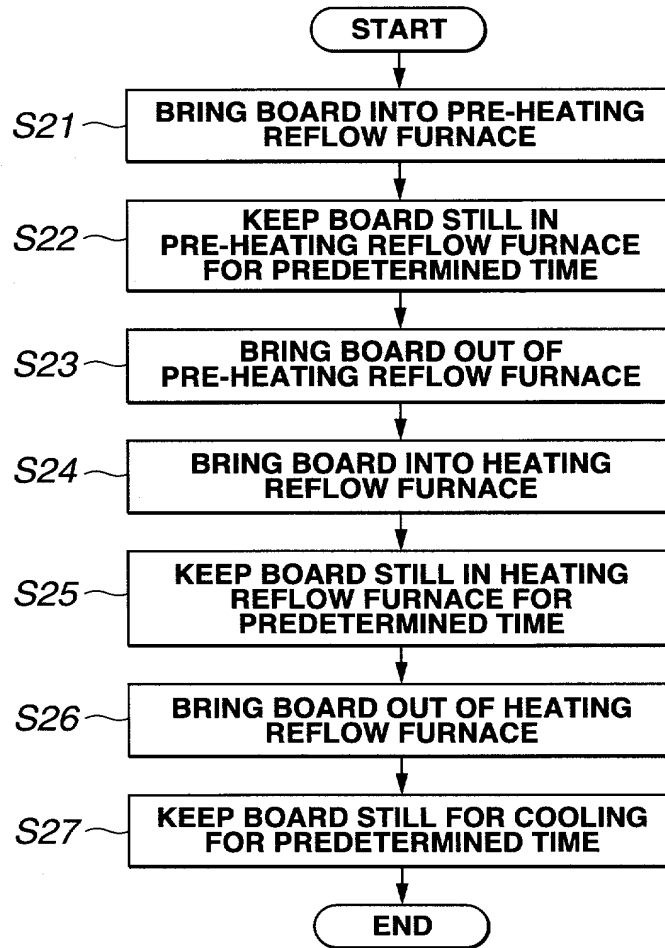 START
S21
BRING BOARD INTO PRE-HEATING
REFLOW FURNACE
S22
KEEP BOARD STILL IN
PRE-HEATING REFLOW FURNACE
FOR PREDETERMINED TIME
S23
BRING BOARD OUT OF
PRE-HEATING REFLOW FURNACE
S24
BRING BOARD INTO HEATING
REFLOW FURNACE
S25
KEEP BOARD STILL IN HEATING
REFLOW FURNACE FOR
PREDETERMINED TIME
S26
BRING BOARD OUT OF HEATING
REFLOW FURNACE
S27
KEEP BOARD STILL FOR COOLING
FOR PREDETERMINED TIME
END